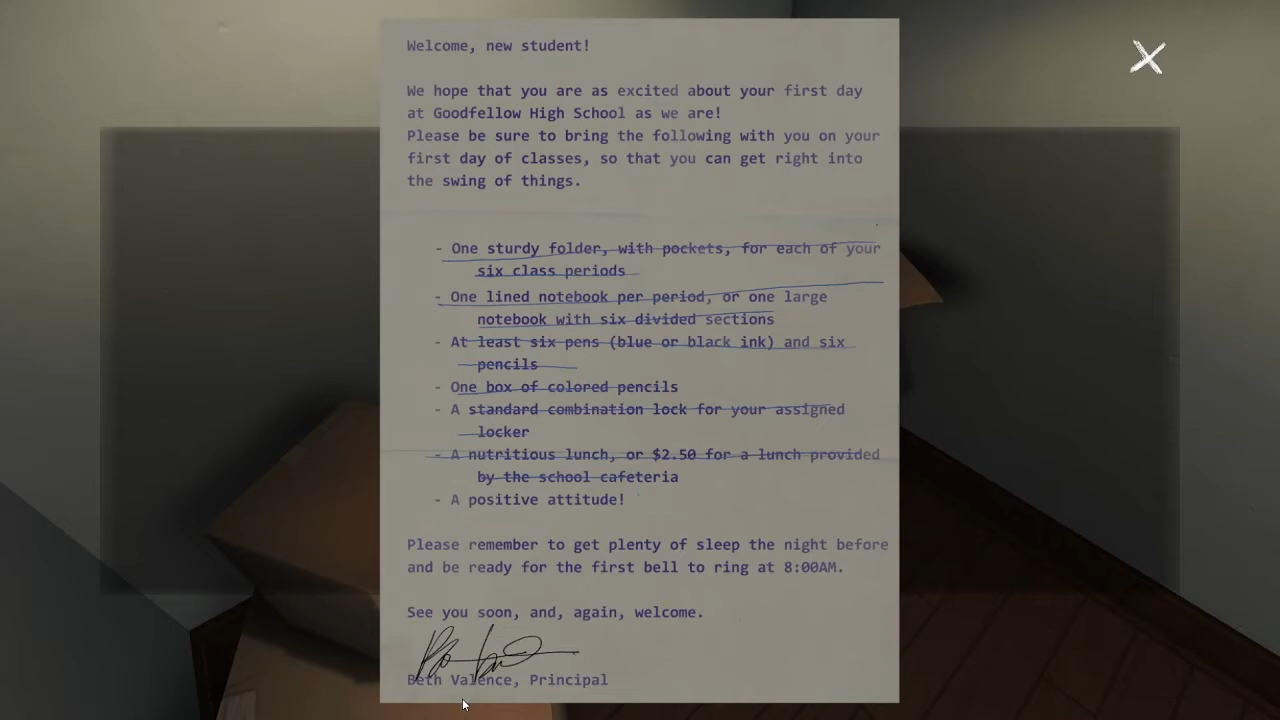 Welcome, new student!
We hope that you are as excited about your first day
at Goodfellow High School as we are!
Please be sure to bring the following with you on your
first day of classes, so that you can get right into
the swing of things.
- One sturdy folder, with pockets, for each of your
six class periods
- One lined notebook per period, or one large
notebook with six divided sections
- At least six pens (blue or black ink) and six
pencils
- One box of colored pencils
- A standard combination lock for your assigned
locker
- A nutritious lunch, or $2.50 for a lunch provided
by the school cafeteria
- A positive attitude!
Please remember to get plenty of sleep the night before
and be ready for the first bell to ring at 8:00AM.
See you soon, and, again, welcome.
Beth Valence, Principal